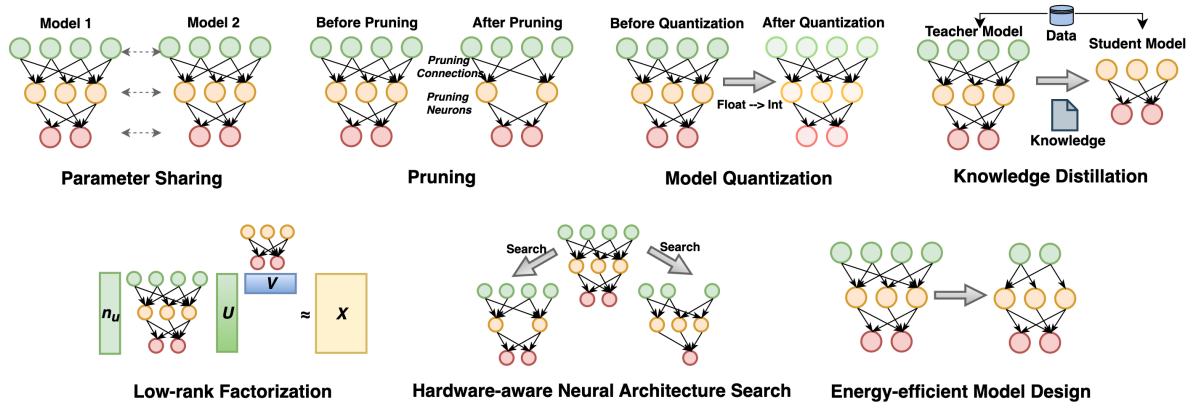 Model 1
Model 2
Parameter Sharing
Before Pruning
After Pruning
Pruning
Connections
Pruning
Neurons
Pruning
Before Quantization
After Quantization
Float --> Int
Model Quantization
Teacher Model
Data
Student Model
Knowledge
Knowledge Distillation
n_u
U
V
≈
X
Low-rank Factorization
Search
Search
Hardware-aware Neural Architecture Search
Energy-efficient Model Design